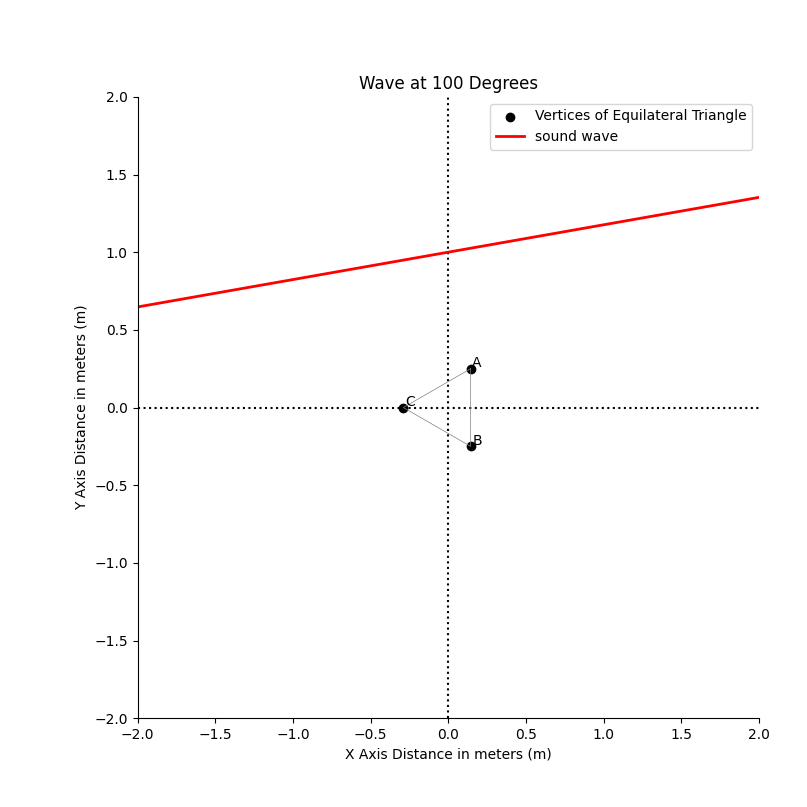 Wave at 100 Degrees
Vertices of Equilateral Triangle
sound wave
2.0
1.5
1.0
0.5
0.0
−0.5
−1.0
−1.5
−2.0
Y Axis Distance in meters (m)
A
C
B
−2.0 −1.5 −1.0 −0.5 0.0 0.5 1.0 1.5 2.0
X Axis Distance in meters (m)